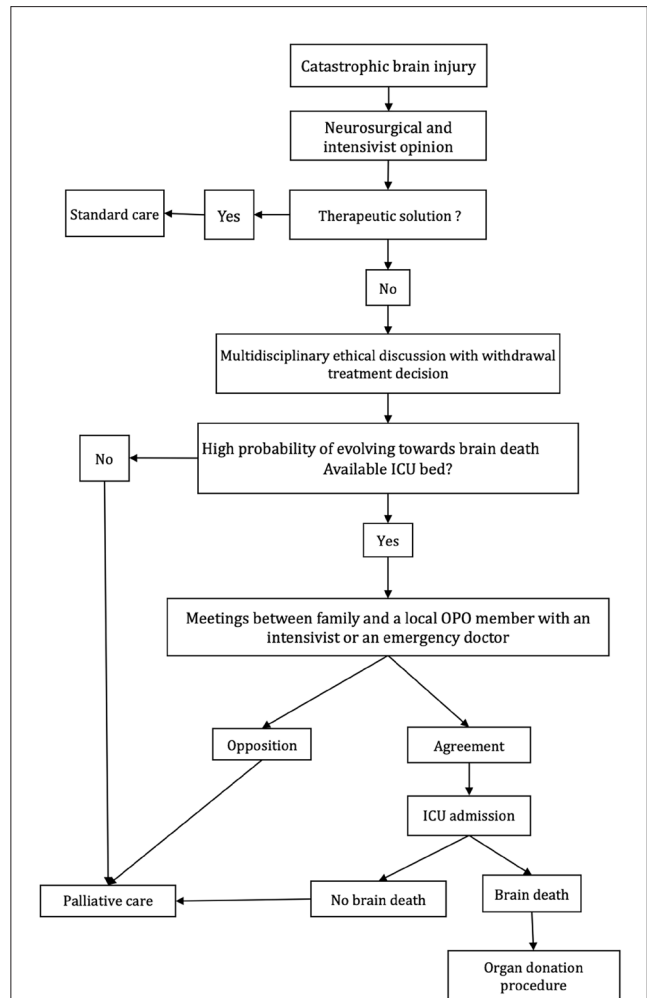 Catastrophic brain injury
Neurosurgical and
intensivist opinion
Standard care
Yes
Therapeutic solution ?
No
Multidisciplinary ethical discussion with withdrawal
treatment decision
No
High probability of evolving towards brain death
Available ICU bed?
Yes
Meetings between family and a local OPO member with an
intensivist or an emergency doctor
Opposition
Agreement
ICU admission
Palliative care
No brain death
Brain death
Organ donation
procedure